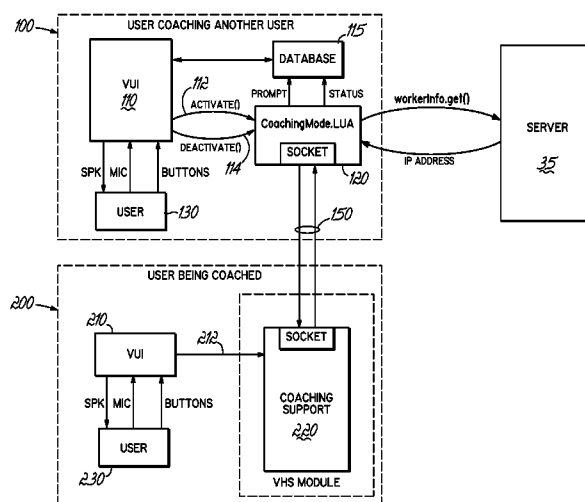 USER COACHING ANOTHER USER
100
115
DATABASE
VUI
110
112
ACTIVATE()
PROMPT
STATUS
workerInfo.get()
CoachingMode.LUA
DEACTIVATE()
114
SOCKET
120
IP ADDRESS
SERVER
35
SPK
MIC
BUTTONS
USER
130
150
USER BEING COACHED
200
210
VUI
212
SOCKET
COACHING
SUPPORT
220
SPK
MIC
BUTTONS
USER
230
VHS MODULE